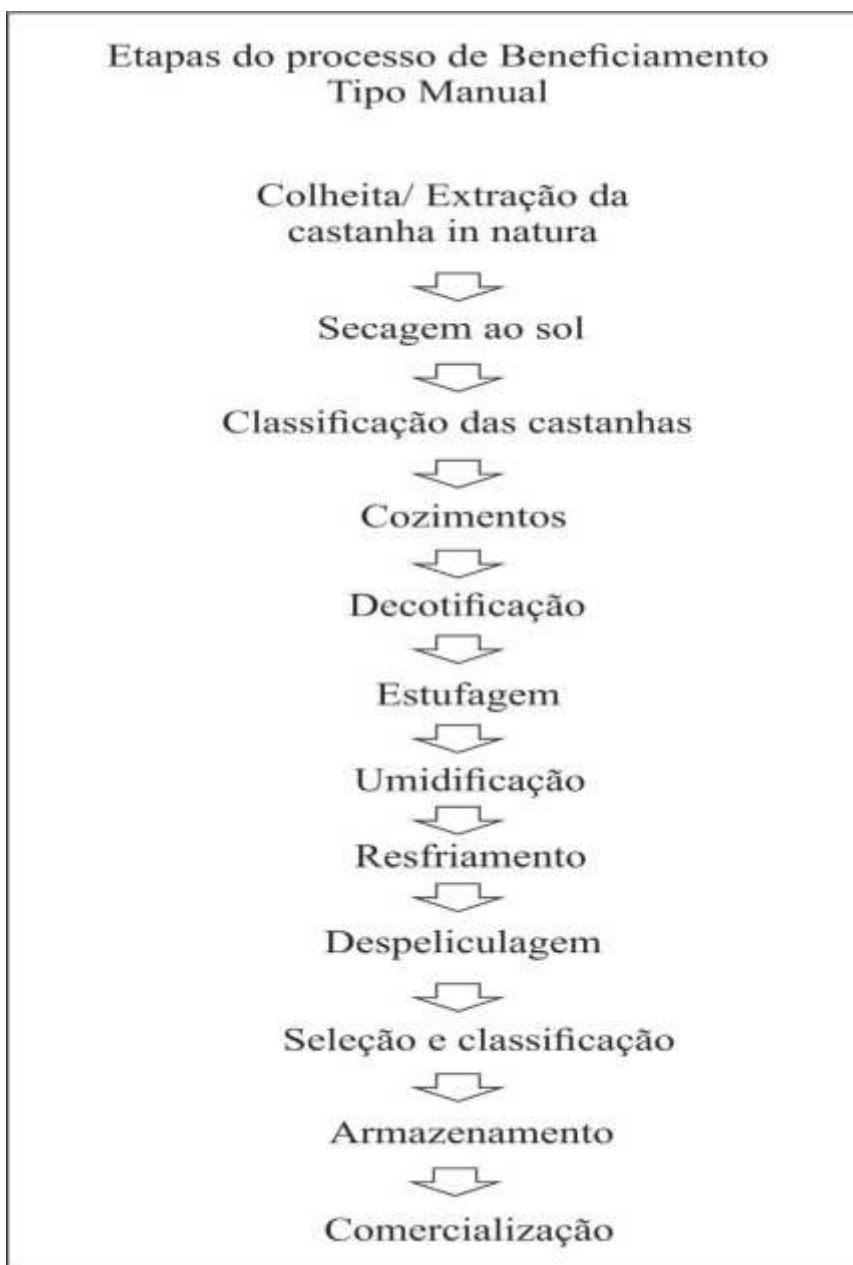 Etapas do processo de Beneficiamento
Tipo Manual
Colheita/ Extração da
castanha in natura
Secagem ao sol
Classificação das castanhas
Cozimentos
Decotificação
Estufagem
Umidificação
Resfriamento
Despeliculagem
Seleção e classificação
Armazenamento
Comercialização